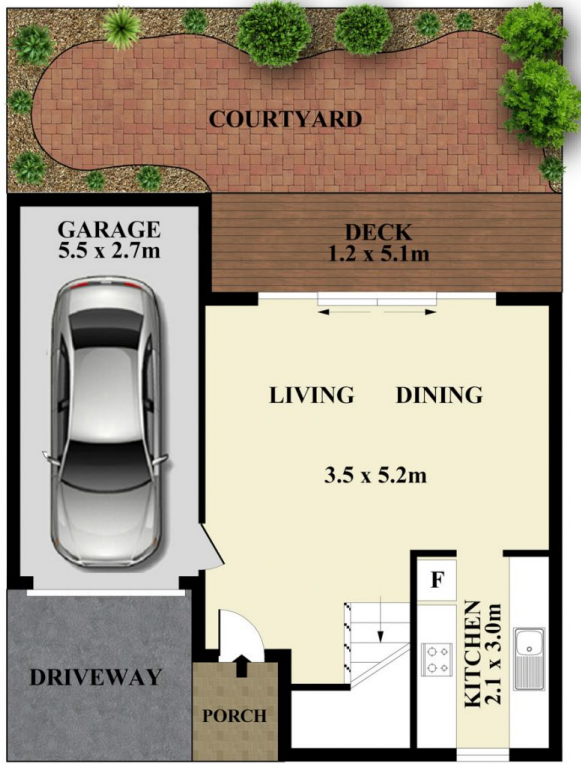 COURTYARD
GARAGE
5.5 x 2.7m
DECK
1.2 x 5.1m
LIVING DINING
3.5 x 5.2m
F
KITCHEN
2.1 x 3.0m
DRIVEWAY
PORCH